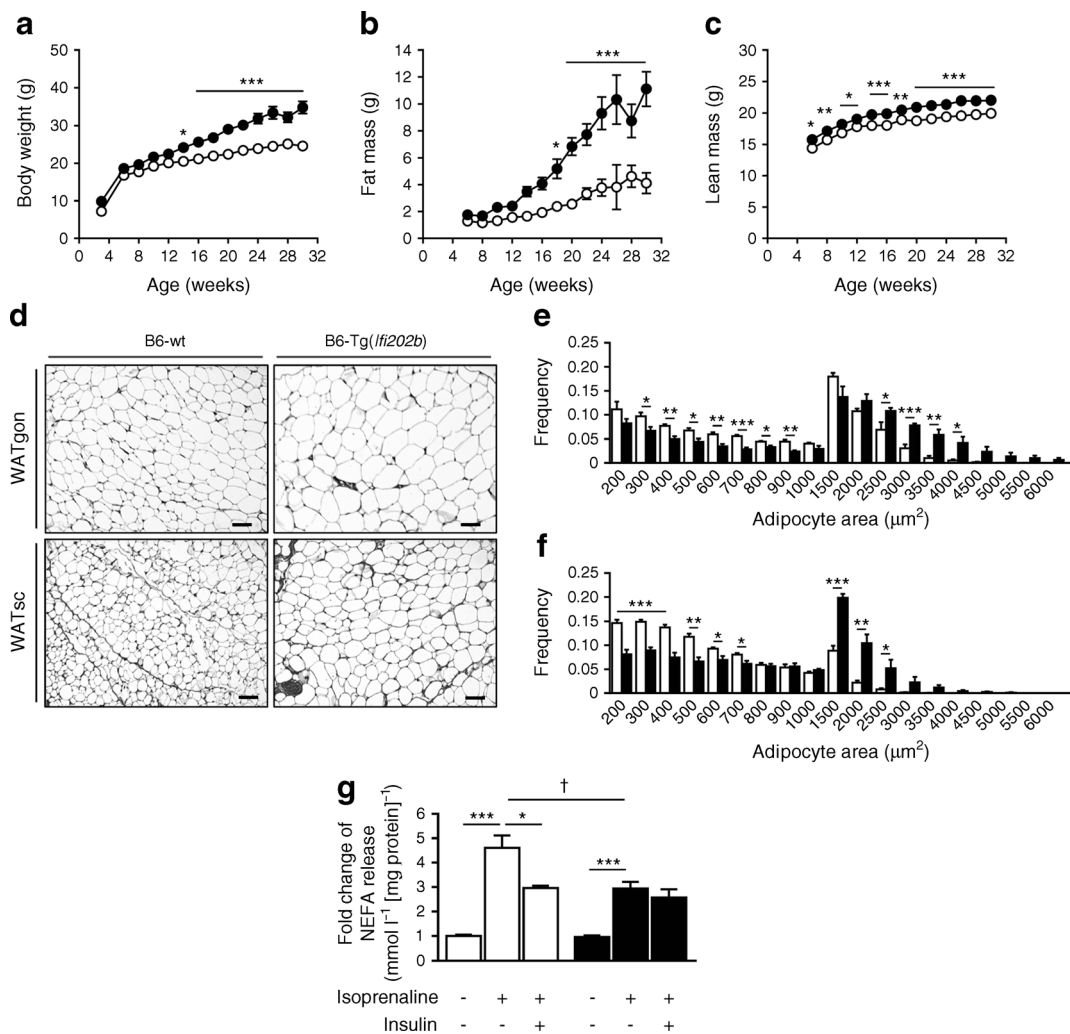 a
Body weight (g)
50
40
30
20
10
0
*
***
0 4 8 12 16 20 24 28 32
Age (weeks)
b
Fat mass (g)
14
12
10
8
6
4
2
0
*
***
0 4 8 12 16 20 24 28 32
Age (weeks)
c
Lean mass (g)
30
25
20
15
10
5
0
* ** * *** ** ***
0 4 8 12 16 20 24 28 32
Age (weeks)
d
B6-wt B6-Tg(Ifi202b)
WATgon
WATsc
e
Frequency
0.25
0.20
0.15
0.10
0.05
0
* ** * ** *** * ** * *** ** *
200 300 400 500 600 700 800 900 1000 1500 2000 2500 3000 3500 4000 4500 5000 5500 6000
Adipocyte area (μm²)
f
Frequency
0.25
0.20
0.15
0.10
0.05
0
*** ** * * *** ** *
200 300 400 500 600 700 800 900 1000 1500 2000 2500 3000 3500 4000 4500 5000 5500 6000
Adipocyte area (μm²)
g
Fold change of
NEFA release
(mmol l⁻¹ [mg protein]⁻¹)
6
5
4
3
2
1
0
†
*** * ***
Isoprenaline - + + - + +
Insulin - - + - - +